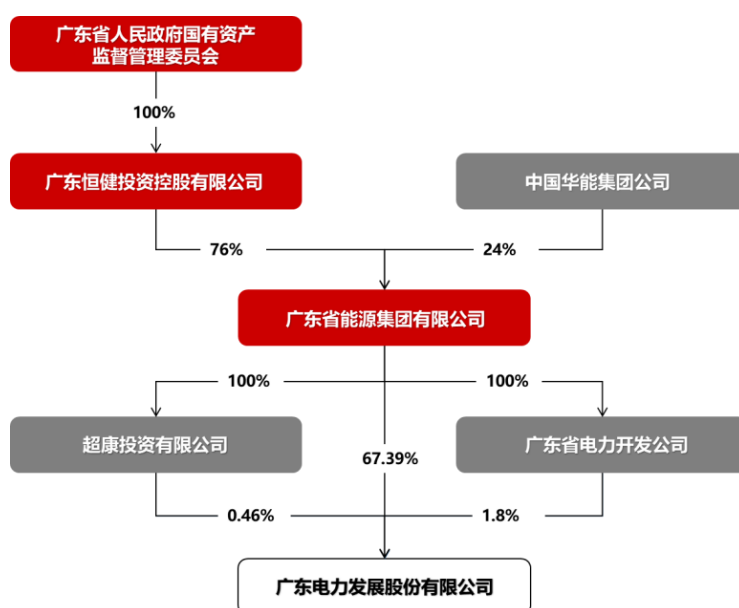 广东省人民政府国有资产
监督管理委员会
100%
广东恒健投资控股有限公司
中国华能集团公司
76%
24%
广东省能源集团有限公司
100%
100%
超康投资有限公司
广东省电力开发公司
67.39%
0.46%
1.8%
广东电力发展股份有限公司